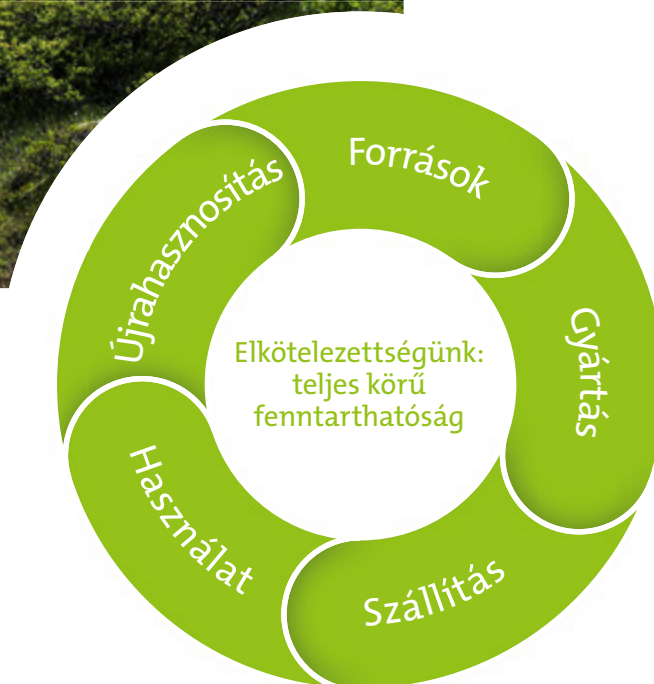 Források
Gyártás
Szállítás
Használat
Újrahasznosítás
Elkötelezettségünk:
teljes körű
fenntarthatóság